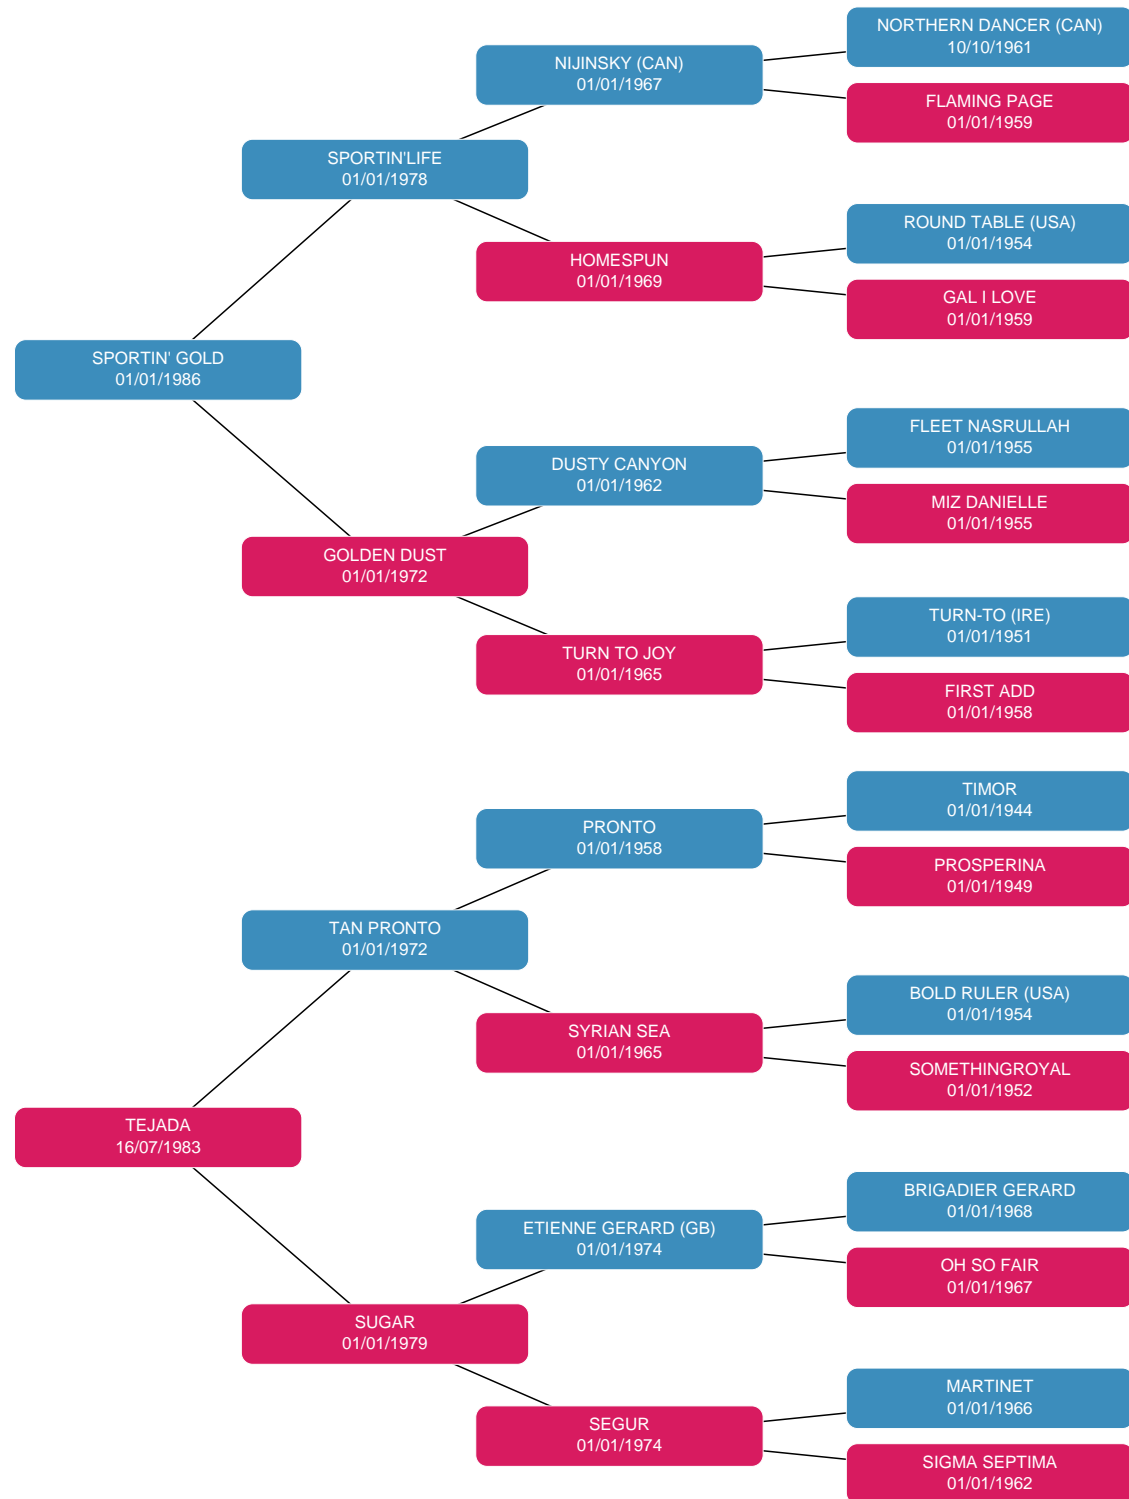 NORTHERN DANCER (CAN)
10/10/1961
NIJINSKY (CAN)
01/01/1967
FLAMING PAGE
01/01/1959
SPORTIN'LIFE
01/01/1978
ROUND TABLE (USA)
01/01/1954
HOMESPUN
01/01/1969
GAL I LOVE
01/01/1959
SPORTIN' GOLD
01/01/1986
FLEET NASRULLAH
01/01/1955
DUSTY CANYON
01/01/1962
MIZ DANIELLE
01/01/1955
GOLDEN DUST
01/01/1972
TURN-TO (IRE)
01/01/1951
TURN TO JOY
01/01/1965
FIRST ADD
01/01/1958
TIMOR
01/01/1944
PRONTO
01/01/1958
PROSPERINA
01/01/1949
TAN PRONTO
01/01/1972
BOLD RULER (USA)
01/01/1954
SYRIAN SEA
01/01/1965
SOMETHINGROYAL
01/01/1952
TEJADA
16/07/1983
BRIGADIER GERARD
01/01/1968
ETIENNE GERARD (GB)
01/01/1974
OH SO FAIR
01/01/1967
SUGAR
01/01/1979
MARTINET
01/01/1966
SEGUR
01/01/1974
SIGMA SEPTIMA
01/01/1962